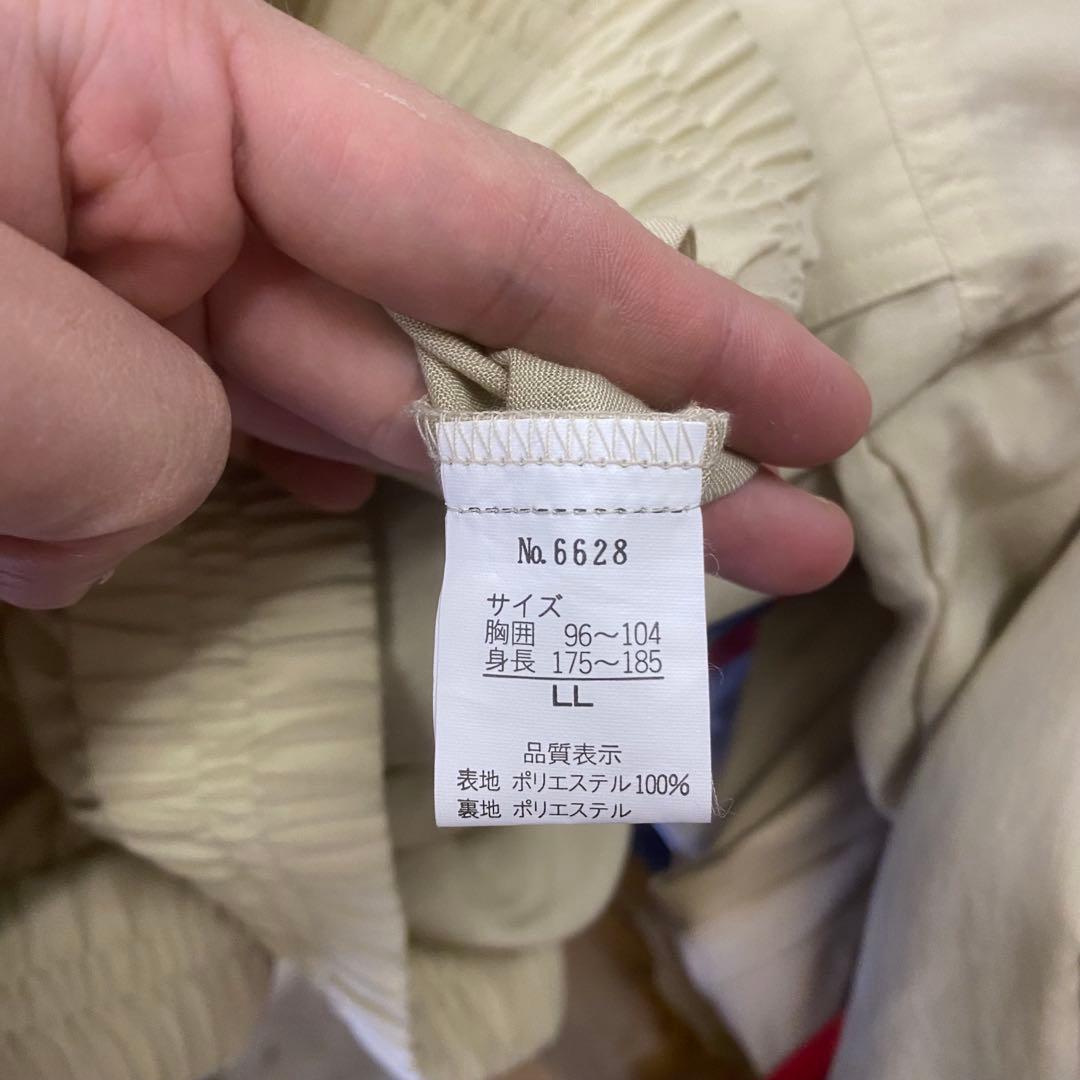 No.6628
サイズ
胸囲 96〜104
身長 175〜185
LL
品質表示
表地 ポリエステル100%
裏地 ポリエステル